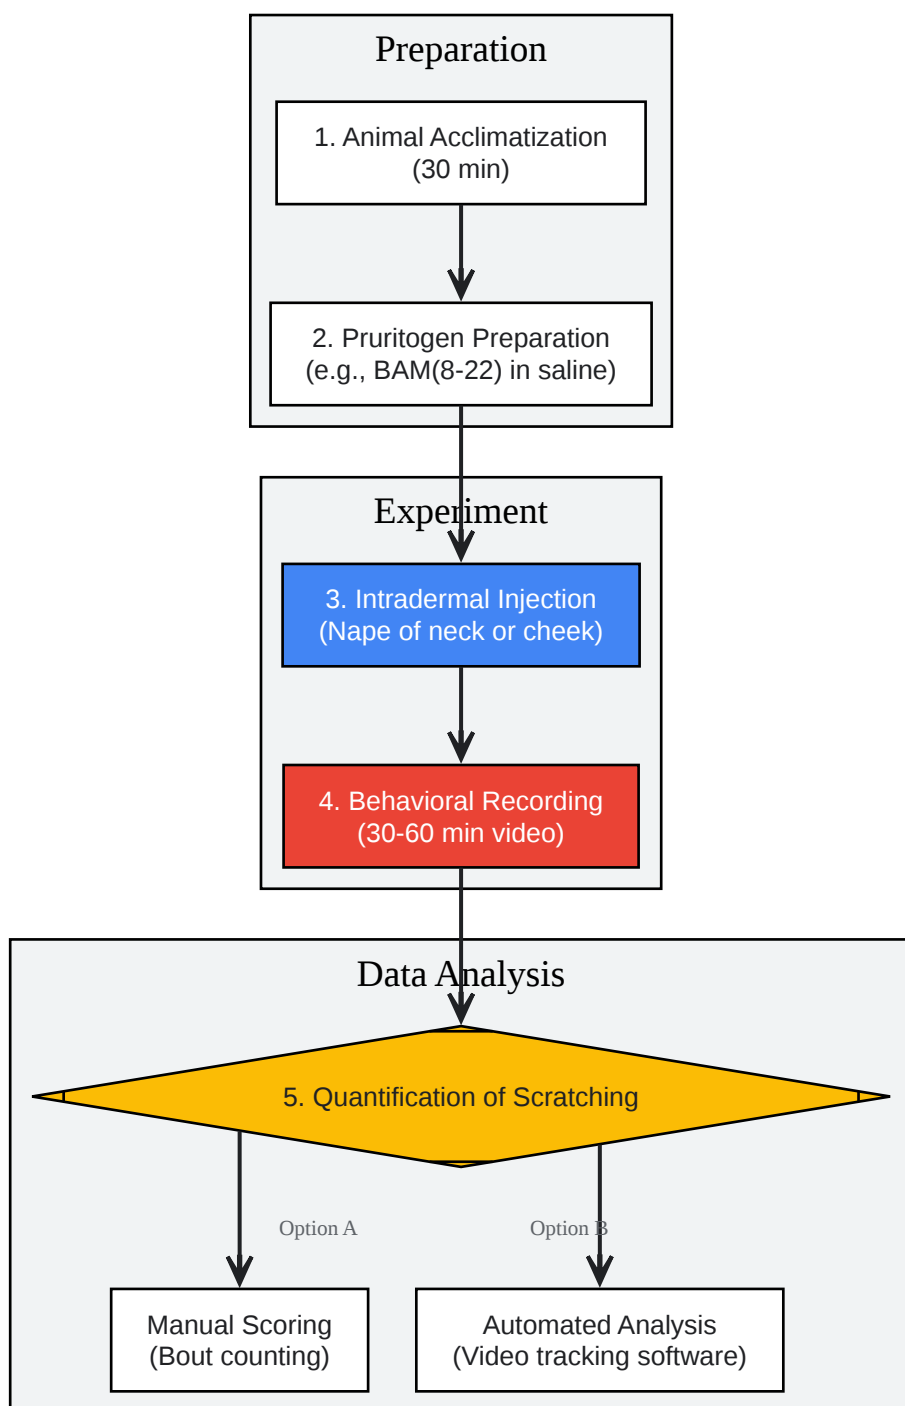 Preparation
1. Animal Acclimatization
(30 min)
2. Pruritogen Preparation
(e.g., BAM(8-22) in saline)
Experiment
3. Intradermal Injection
(Nape of neck or cheek)
4. Behavioral Recording
(30-60 min video)
Data Analysis
5. Quantification of Scratching
Option A
Option B
Manual Scoring
(Bout counting)
Automated Analysis
(Video tracking software)